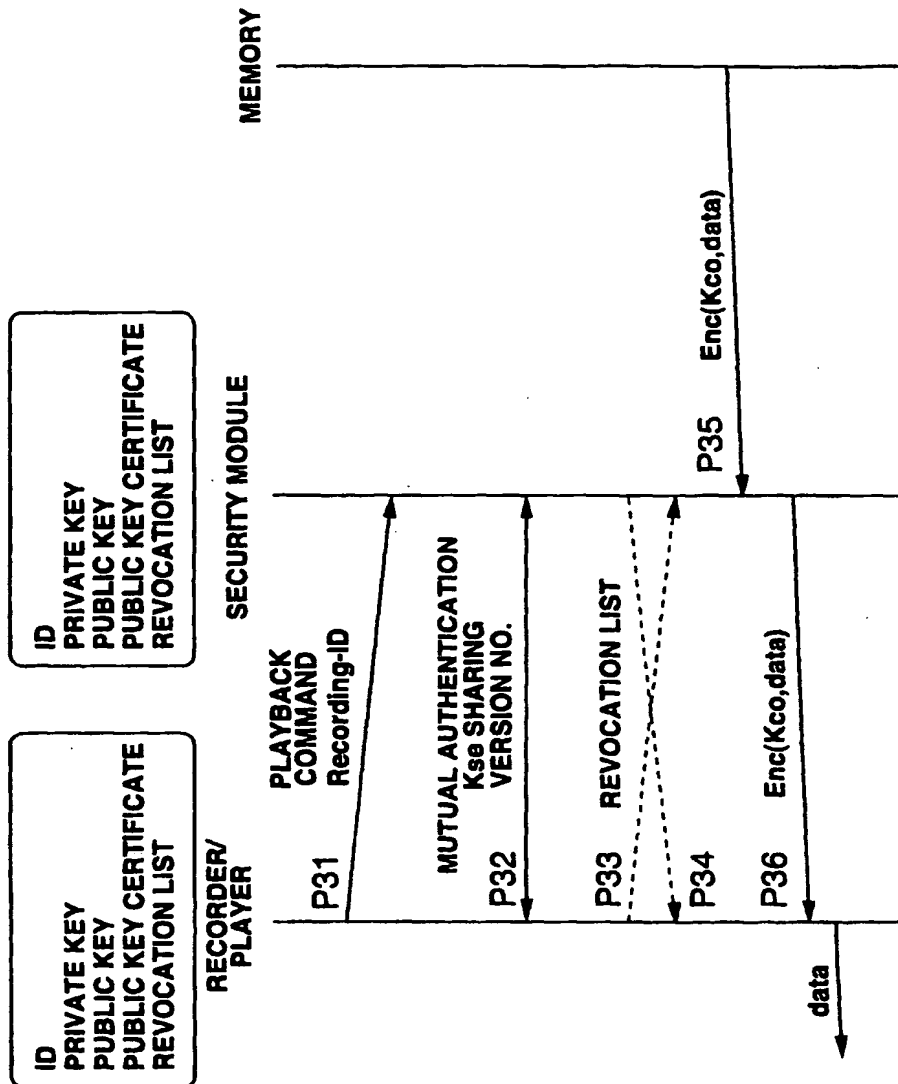 ID
PRIVATE KEY
PUBLIC KEY
PUBLIC KEY CERTIFICATE
REVOCATION LIST
RECORDER/
PLAYER
ID
PRIVATE KEY
PUBLIC KEY
PUBLIC KEY CERTIFICATE
REVOCATION LIST
SECURITY MODULE
MEMORY
P31
PLAYBACK
COMMAND
Recording-ID
P32
MUTUAL AUTHENTICATION
Kse SHARING
VERSION NO.
P33
REVOCATION LIST
P34
P35
Enc(Kco,data)
P36
Enc(Kco,data)
data